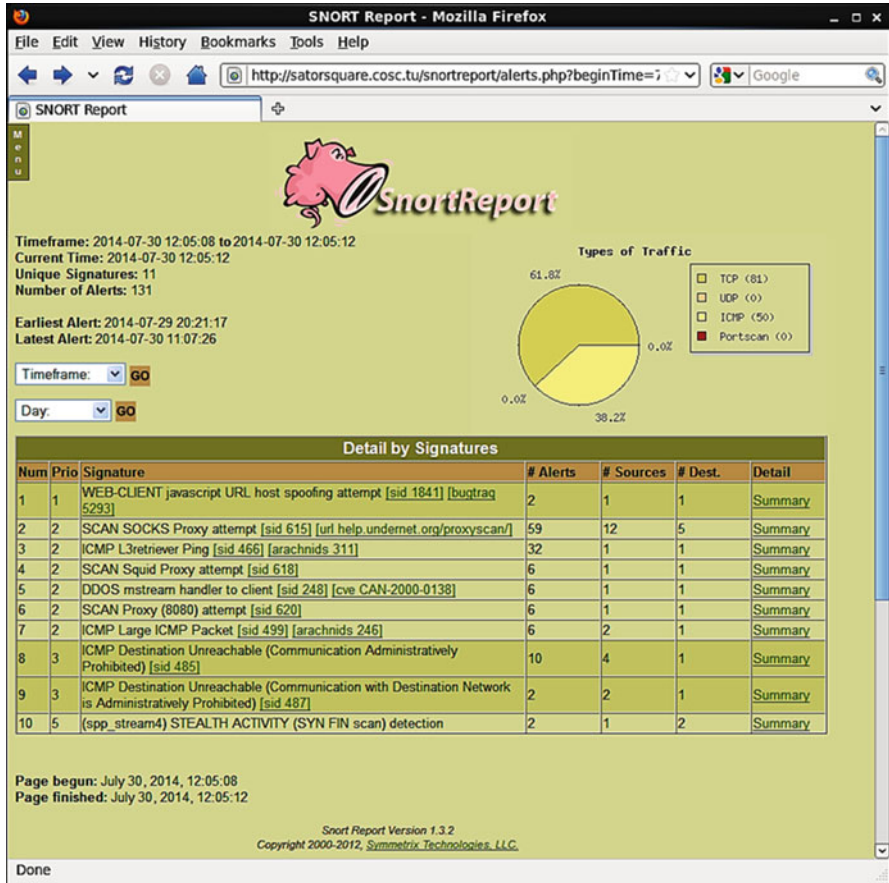 SNORT Report - Mozilla Firefox
File Edit View History Bookmarks Tools Help
http://satorsquare.cosc.tu/snortreport/alerts.php?beginTime=7
Google
SNORT Report
Menu
SnortReport
Timeframe: 2014-07-30 12:05:08 to 2014-07-30 12:05:12
Current Time: 2014-07-30 12:05:12
Unique Signatures: 11
Number of Alerts: 131
Earliest Alert: 2014-07-29 20:21:17
Latest Alert: 2014-07-30 11:07:26
Timeframe: GO
Day: GO
Types of Traffic
61.8%
0.0%
0.0%
38.2%
TCP (81)
UDP (0)
ICMP (50)
Portscan (0)
Detail by Signatures
Num Prio Signature # Alerts # Sources # Dest. Detail
1 1 WEB-CLIENT javascript URL host spoofing attempt [sid 1841] [bugtraq 5293] 2 1 1 Summary
2 2 SCAN SOCKS Proxy attempt [sid 615] [url help.undernet.org/proxyscan/] 59 12 5 Summary
3 2 ICMP L3retriever Ping [sid 466] [arachnids 311] 32 1 1 Summary
4 2 SCAN Squid Proxy attempt [sid 618] 6 1 1 Summary
5 2 DDOS mstream handler to client [sid 248] [cve CAN-2000-0138] 6 1 1 Summary
6 2 SCAN Proxy (8080) attempt [sid 620] 6 1 1 Summary
7 2 ICMP Large ICMP Packet [sid 499] [arachnids 246] 6 2 1 Summary
8 3 ICMP Destination Unreachable (Communication Administratively Prohibited) [sid 485] 10 4 1 Summary
9 3 ICMP Destination Unreachable (Communication with Destination Network is Administratively Prohibited) [sid 487] 2 2 1 Summary
10 5 (spp_stream4) STEALTH ACTIVITY (SYN FIN scan) detection 2 1 2 Summary
Page begun: July 30, 2014, 12:05:08
Page finished: July 30, 2014, 12:05:12
Snort Report Version 1.3.2
Copyright 2000-2012, Symmetrix Technologies, LLC.
Done